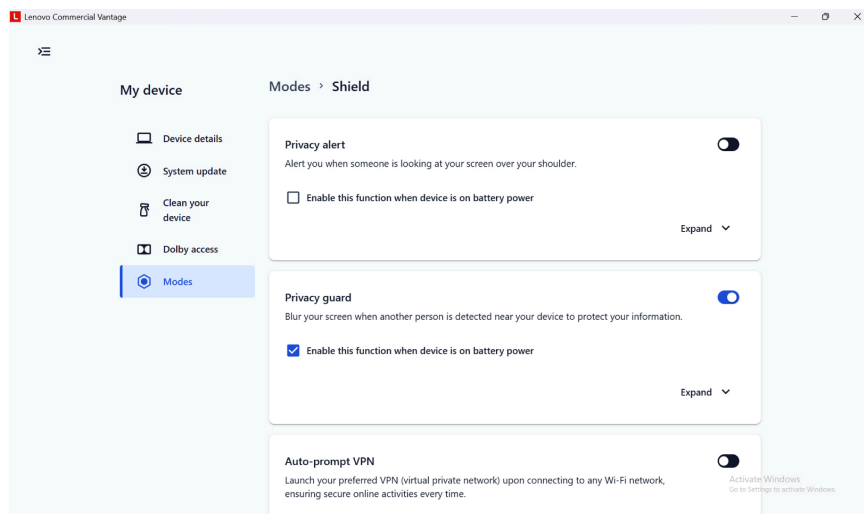 L Lenovo Commercial Vantage
My device
Device details
System update
Clean your
device
Dolby access
Modes
Modes > Shield
Privacy alert
Alert you when someone is looking at your screen over your shoulder.
Enable this function when device is on battery power
Expand
Privacy guard
Blur your screen when another person is detected near your device to protect your information.
Enable this function when device is on battery power
Expand
Auto-prompt VPN
Launch your preferred VPN (virtual private network) upon connecting to any Wi-Fi network,
ensuring secure online activities every time.
Activate Windows
Go to Settings to activate Windows.